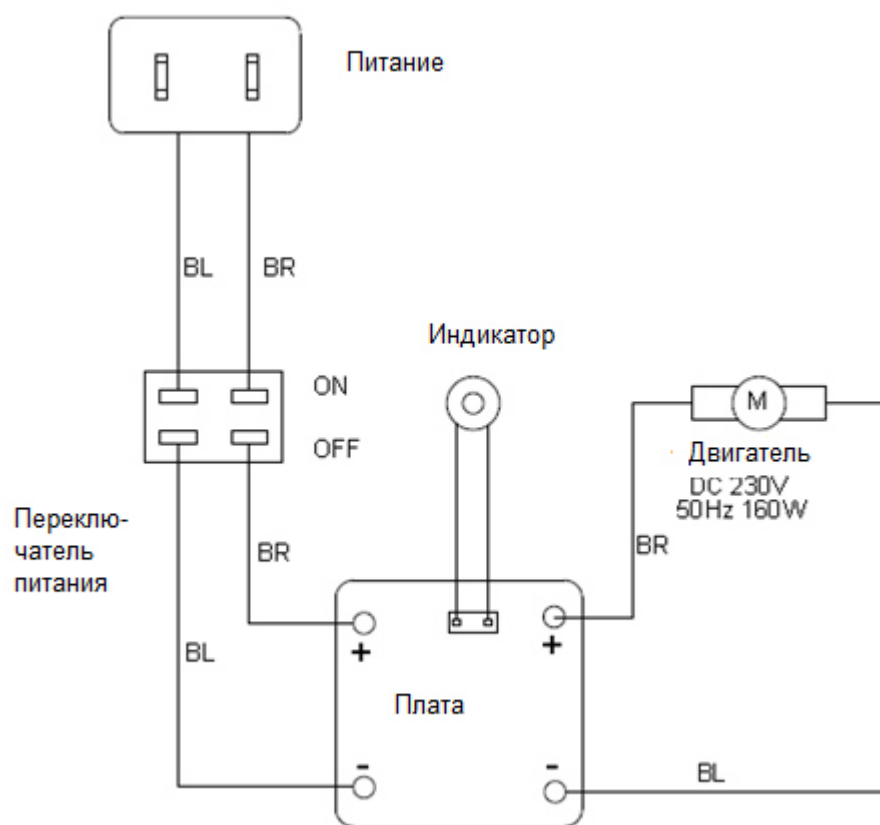 Питание
BL
BR
Индикатор
ON
OFF
M
Двигатель
DC 230V
50Hz 160W
Переклю-
чатель
питания
BR
BR
BL
+
+
Плата
-
-
BL